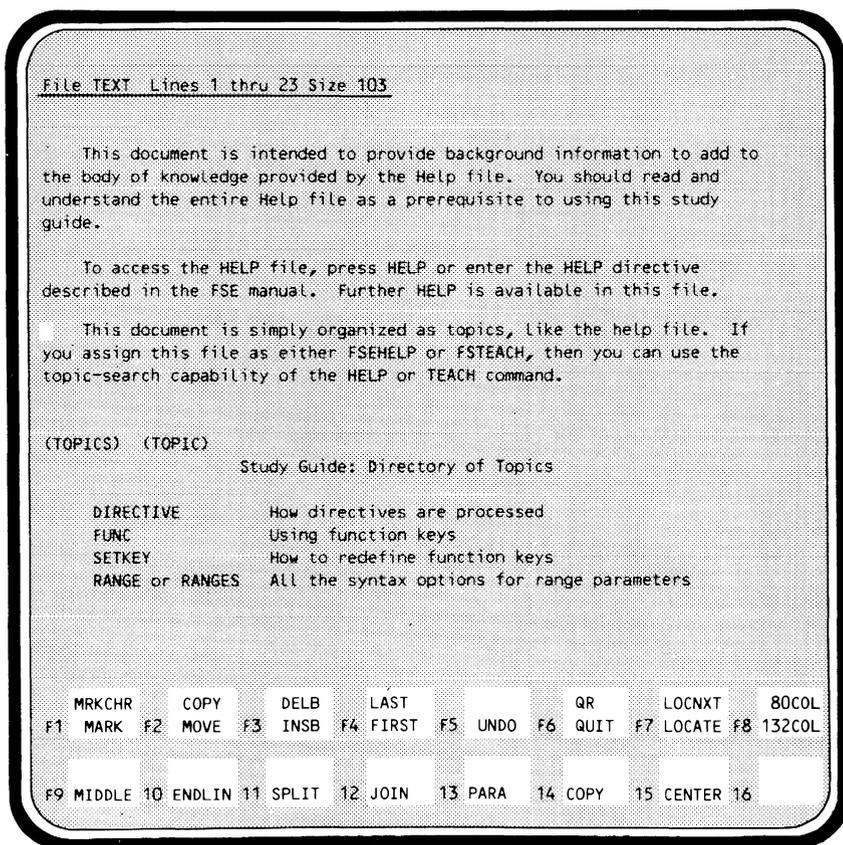 File TEXT  Lines 1 thru 23 Size 103
This document is intended to provide background information to add to
the body of knowledge provided by the Help file.  You should read and
understand the entire Help file as a prerequisite to using this study
guide.
To access the HELP file, press HELP or enter the HELP directive
described in the FSE manual.  Further HELP is available in this file.
This document is simply organized as topics, like the help file.  If
you assign this file as either FSEHELP or FSTEACH, then you can use the
topic-search capability of the HELP or TEACH command.
(TOPICS)  (TOPIC)
Study Guide: Directory of Topics
DIRECTIVE  How directives are processed
FUNC  Using function keys
SETKEY  How to redefine function keys
RANGE or RANGES  All the syntax options for range parameters
MRKCHR  COPY  DELB  LAST  QR  LOCNXT  80COL
F1 MARK  F2 MOVE  F3 INSB  F4 FIRST  F5 UNDO  F6 QUIT  F7 LOCATE  F8 132COL
F9 MIDDLE  10 ENDLIN  11 SPLIT  12 JOIN  13 PARA  14 COPY  15 CENTER  16